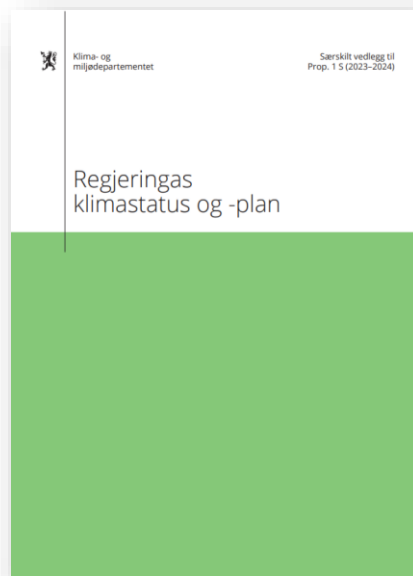 Klima- og
miljødepartementet
Særskilt vedlegg til
Prop. 1 S (2023–2024)
Regjeringas
klimastatus og -plan